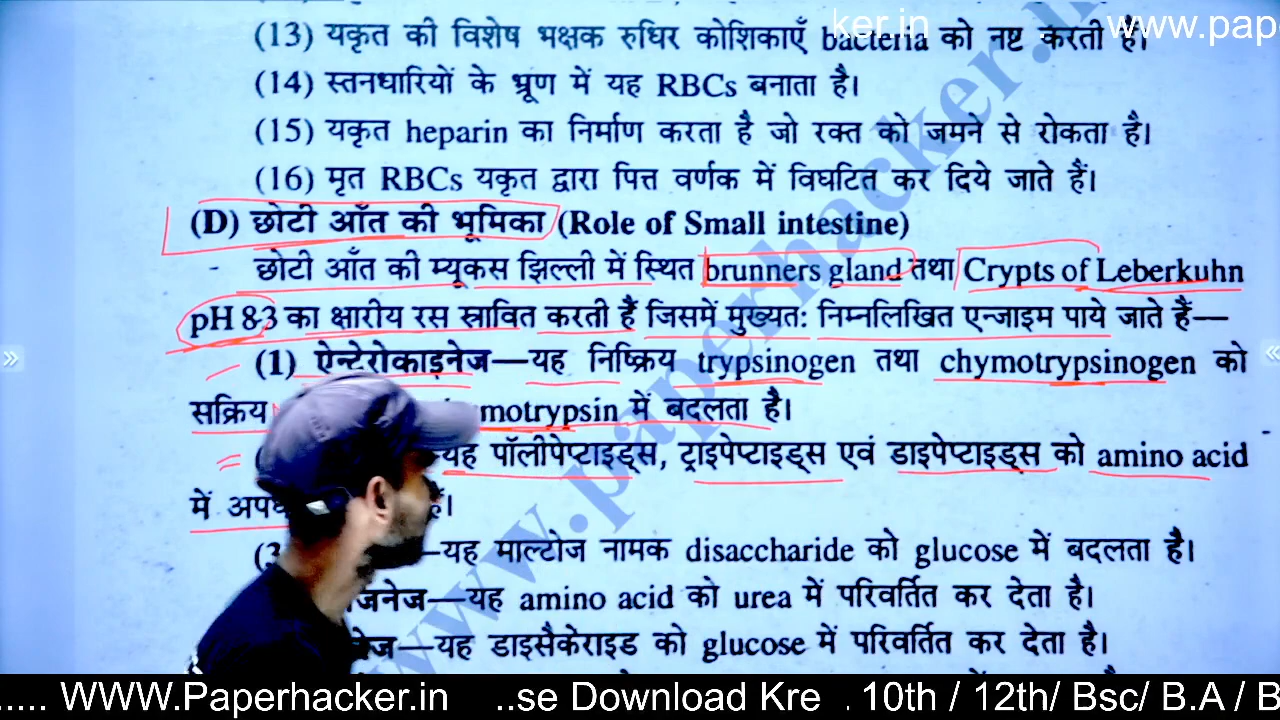 ker.in www.pap
(13) यकृत की विशेष भक्षक रुधिर कोशिकाएँ bacteria को नष्ट करती हैं।
(14) स्तनधारियों के भ्रूण में यह RBCs बनाता है।
(15) यकृत heparin का निर्माण करता है जो रक्त को जमने से रोकता है।
(16) मृत RBCs यकृत द्वारा पित्त वर्णक में विघटित कर दिये जाते हैं।
(D) छोटी आँत की भूमिका (Role of Small intestine)
छोटी आँत की म्यूकस झिल्ली में स्थित brunners gland तथा Crypts of Leberkuhn
pH 8·3 का क्षारीय रस स्रावित करती हैं जिसमें मुख्यत: निम्नलिखित एन्जाइम पाये जाते हैं—
(1) ऐन्टेरोकाइनेज—यह निष्क्रिय trypsinogen तथा chymotrypsinogen को
सक्रिय motrypsin में बदलता है।
यह पॉलीपेप्टाइड्स, ट्राइपेप्टाइड्स एवं डाइपेप्टाइड्स को amino acid
में
—यह माल्टोज नामक disaccharide को glucose में बदलता है।
जिनेज—यह amino acid को urea में परिवर्तित कर देता है।
ेज—यह डाइसैकेराइड को glucose में परिवर्तित कर देता है।
www.paperhacker.
..... WWW.Paperhacker.in ..se Download Kre . 10th / 12th/ Bsc/ B.A / B